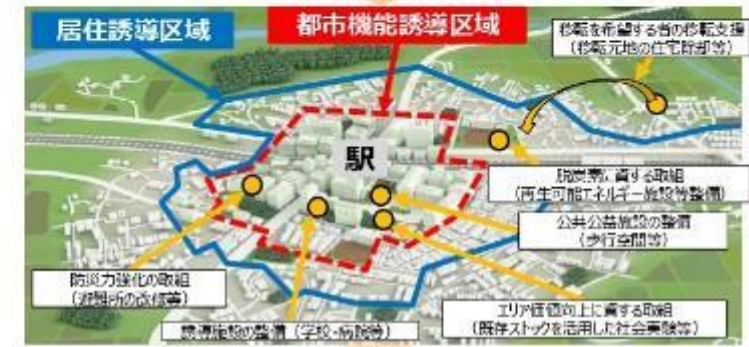 居住誘導区域
都市機能誘導区域
移転を希望する者の移転支援
(移転元地の住宅除却等)
駅
脱炭素に資する取組
(再生可能エネルギー施設等整備)
公共公益施設の整備
(歩行空間等)
防災力強化の取組
(避難所の改修等)
誘導施設の整備(学校・病院等)
エリア価値向上に資する取組
(既存ストックを活用した社会実験等)